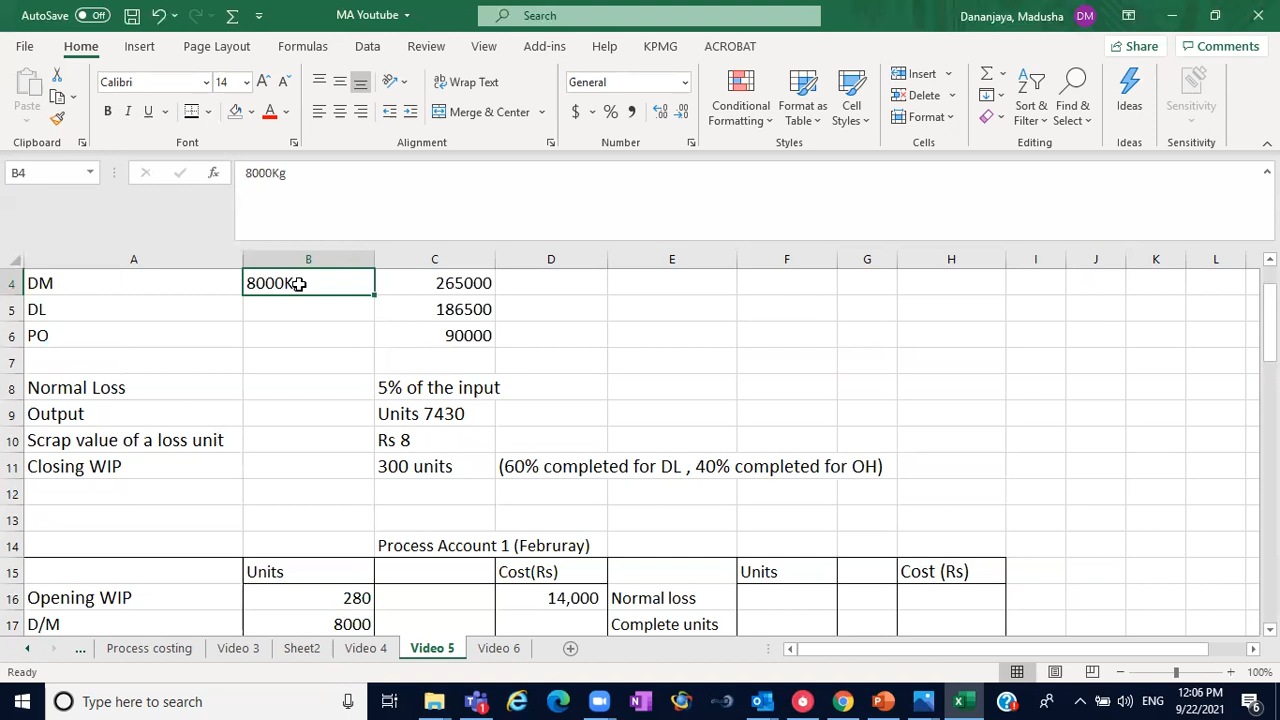 AutoSave Off MA Youtube Search Dananjaya, Madusha DM
File Home Insert Page Layout Formulas Data Review View Add-ins Help KPMG ACROBAT Share Comments
Paste Calibri 14 A A Wrap Text General Conditional Formatting Format as Table Cell Styles Insert Delete Format Sort & Filter Find & Select Ideas Sensitivity
B I U A Merge & Center $ %
Clipboard Font Alignment Number Styles Cells Editing Ideas Sensitivity
B4 fx 8000Kg
A B C D E F G H I J K L
4 DM 8000K 265000
5 DL 186500
6 PO 90000
7
8 Normal Loss 5% of the input
9 Output Units 7430
10 Scrap value of a loss unit Rs 8
11 Closing WIP 300 units (60% completed for DL , 40% completed for OH)
12
13
14 Process Account 1 (Februray)
15 Units Cost(Rs) Units Cost (Rs)
16 Opening WIP 280 14,000 Normal loss
17 D/M 8000 Complete units
... Process costing Video 3 Sheet2 Video 4 Video 5 Video 6
Ready 100%
Type here to search ENG 12:06 PM 9/22/2021 6